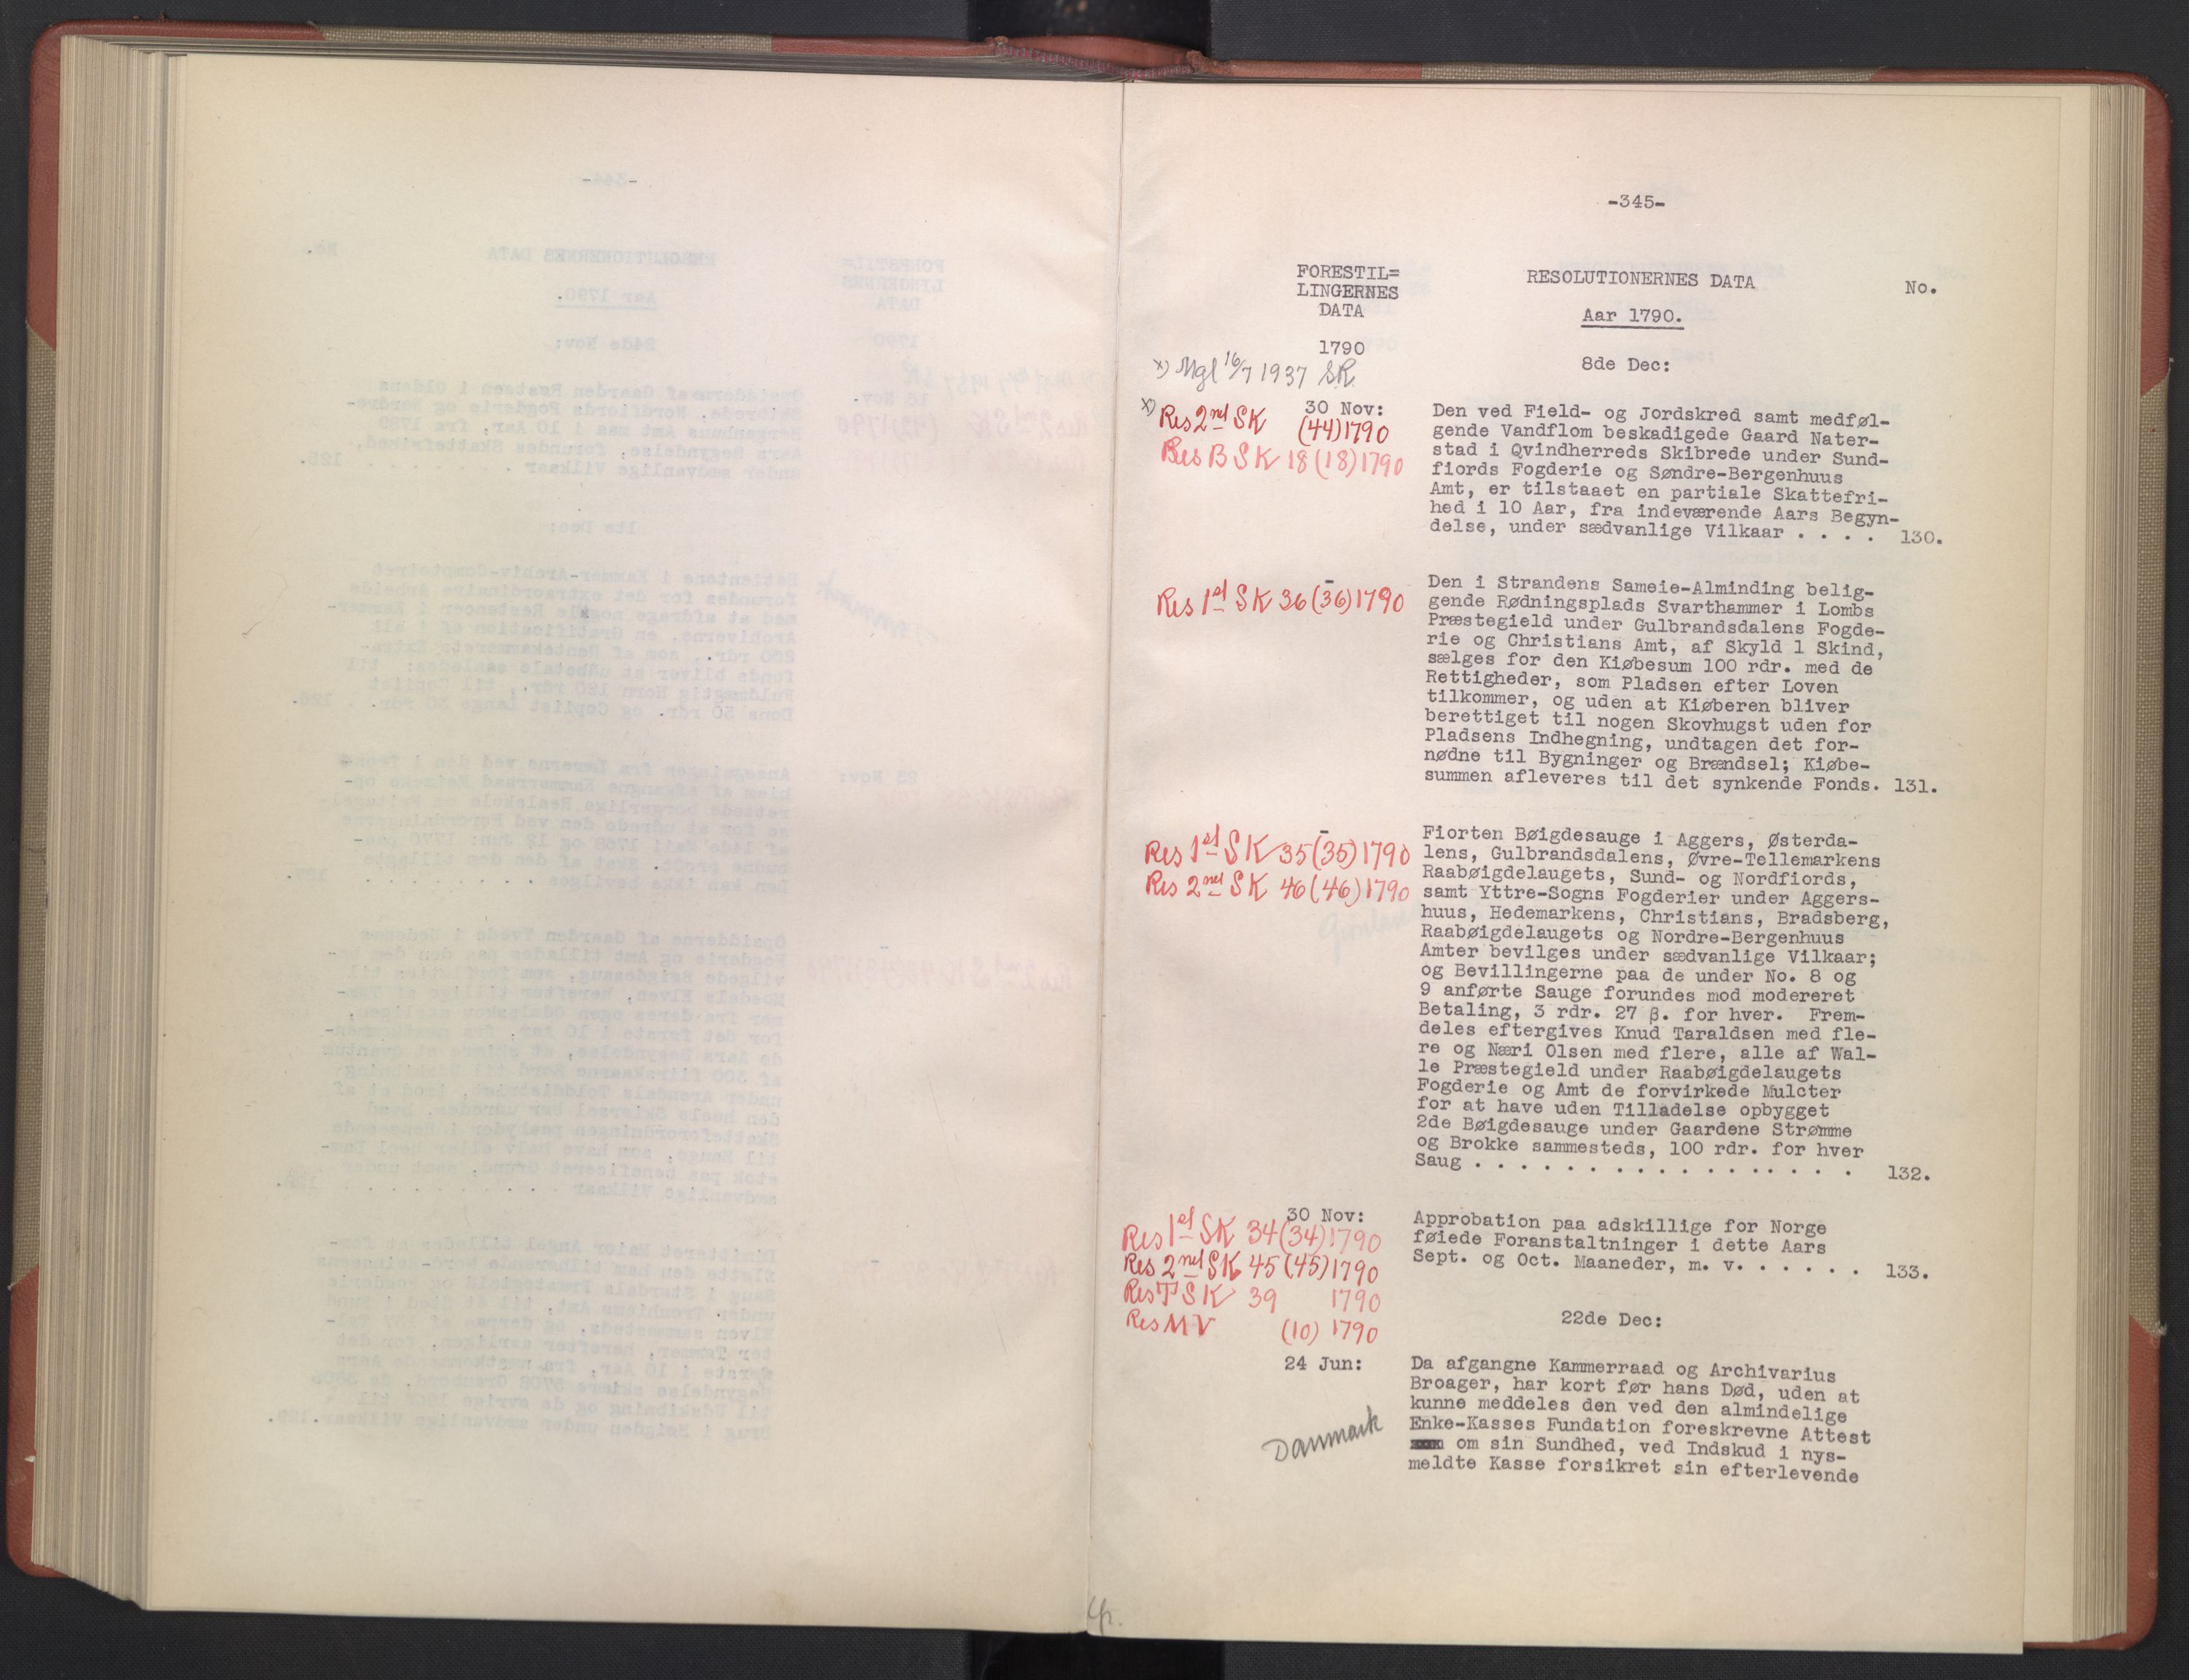 -345-
FORESTIL=
LINGERNES
DATA
RESOLUTIONERNES DATA
No.
Aar 1790.
1790
x) Mgl 16/7 1937 SR
8de Dec:
30 Nov:
x) Res 2net SK (44) 1790
Res B SK 18 (18) 1790
Den ved Field- og Jordskred samt medføl-
gende Vandflom beskadigede Gaard Nater-
stad i Qvindherreds Skibrede under Sund-
fiords Fogderie og Søndre-Bergenhuus
Amt, er tilstaaet en partiale Skattefri-
hed i 10 Aar, fra indeværende Aars Begyn-
delse, under sædvanlige Vilkaar . . . . 130.
-
Res 1et SK 36 (36) 1790
Den i Strandens Sameie-Alminding belig-
gende Rødningsplads Svarthammer i Lombs
Præstegield under Gulbrandsdalens Fogde-
rie og Christians Amt, af Skyld 1 Skind,
sælges for den Kiøbesum 100 rdr. med de
Rettigheder, som Pladsen efter Loven
tilkommer, og uden at Kiøberen bliver
berettiget til nogen Skovhugst uden for
Pladsens Indhegning, undtagen det for-
nødne til Bygninger og Brændsel; Kiøbe-
summen afleveres til det synkende Fonds. 131.
-
Res 1et SK 35 (35) 1790
Res 2net SK 46 (46) 1790
Fiorten Bøigdesauge i Aggers, Østerda-
lens, Gulbrandsdalens, Øvre-Tellemarkens
Raabøigdelaugets, Sund- og Nordfiords,
samt Yttre-Sogns Fogderier under Aggers-
huus, Hedemarkens, Christians, Bradsberg,
Raabøigdelaugets og Nordre-Bergenhuus
Amter bevilges under sædvanlige Vilkaar;
og Bevillingerne paa de under No. 8 og
9 anførte Sauge forundes mod modereret
Betaling, 3 rdr. 27 β. for hver. Frem-
deles eftergives Knud Taraldsen med fle-
re og Næri Olsen med flere, alle af Wal-
le Præstegield under Raabøigdelaugets
Fogderie og Amt de forvirkede Mulcter
for at have uden Tilladelse opbygget
2de Bøigdesauge under Gaardene Strømme
og Brokke sammesteds, 100 rdr. for hver
Saug . . . . . . . . . . . . . . . . . 132.
30 Nov:
Res 1et SK 34 (34) 1790
Res 2net SK 45 (45) 1790
Res T SK 39 1790
Res MV (10) 1790
Approbation paa adskillige for Norge
føiede Foranstaltninger i dette Aars
Sept. og Oct. Maaneder, m. v. . . . . . 133.
22de Dec:
24 Jun:
Danmark
Da afgangne Kammerraad og Archivarius
Broager, har kort før hans Død, uden at
kunne meddeles den ved den almindelige
Enke-Kasses Fundation foreskrevne Attest
om sin Sundhed, ved Indskud i nys-
meldte Kasse forsikret sin efterlevende